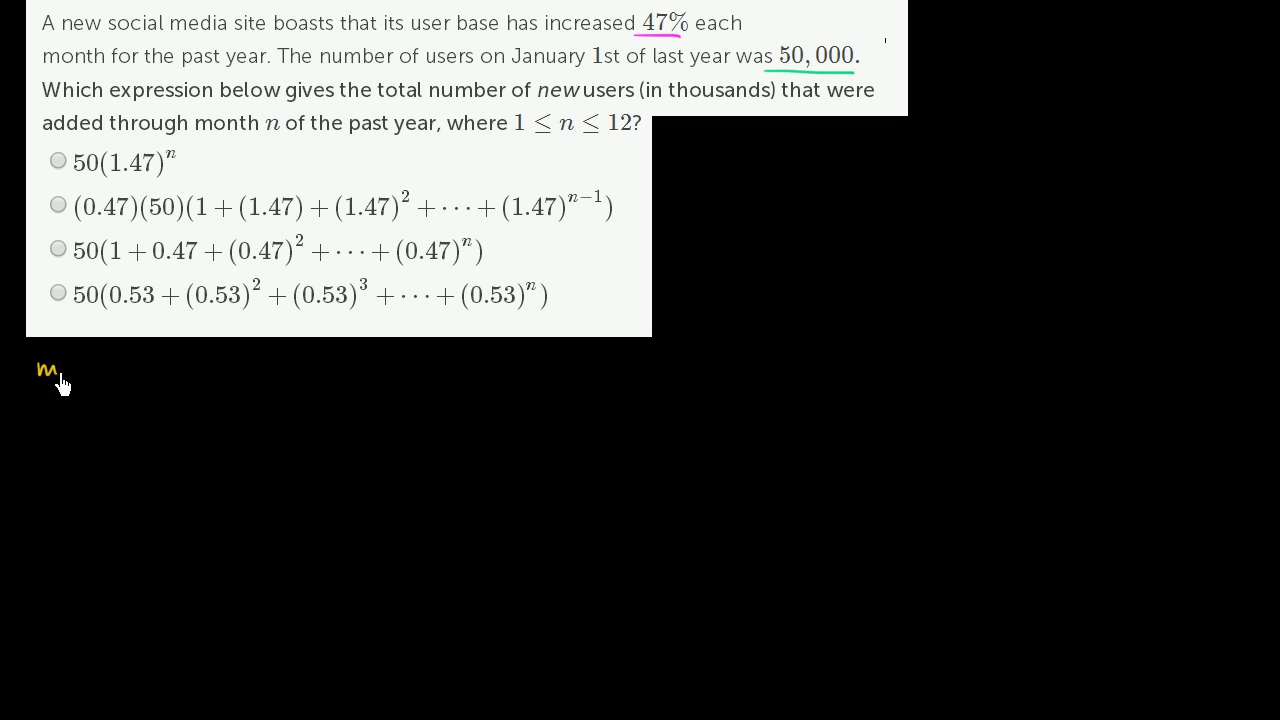 A new social media site boasts that its user base has increased 47% each
month for the past year. The number of users on January 1st of last year was 50,000.
Which expression below gives the total number of new users (in thousands) that were
added through month n of the past year, where 1 ≤ n ≤ 12?
50(1.47)^n
(0.47)(50)(1 + (1.47) + (1.47)^2 + ⋯ + (1.47)^{n−1})
50(1 + 0.47 + (0.47)^2 + ⋯ + (0.47)^n)
50(0.53 + (0.53)^2 + (0.53)^3 + ⋯ + (0.53)^n)
m